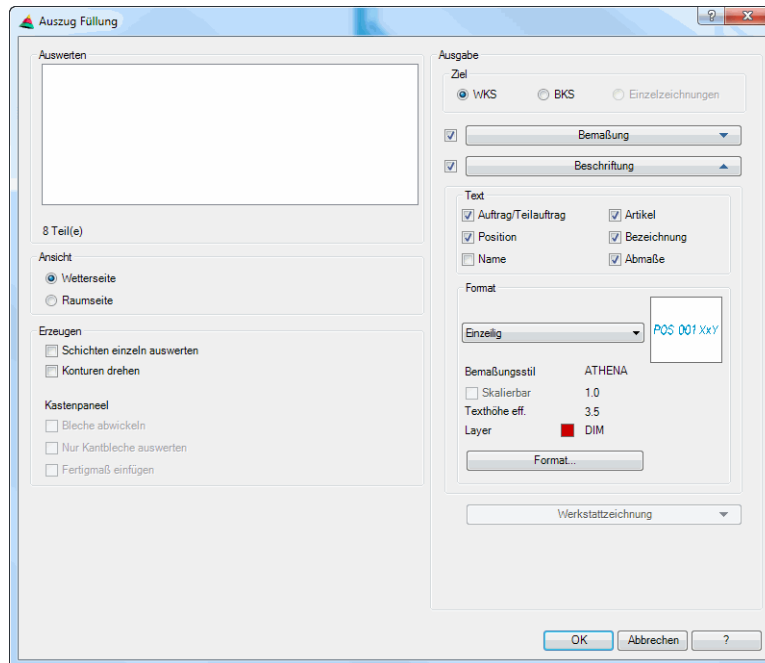 Auszug Füllung
?
X
Auswerten
8 Teil(e)
Ansicht
Wetterseite
Raumseite
Erzeugen
Schichten einzeln auswerten
Konturen drehen
Kastenpaneel
Bleche abwickeln
Nur Kantbleche auswerten
Fertigmaß einfügen
Ausgabe
Ziel
WKS BKS Einzelzeichnungen
Bemaßung
Beschriftung
Text
Auftrag/Teilauftrag Artikel
Position Bezeichnung
Name Abmaße
Format
Einzeilig
POS 001 XxY
Bemaßungsstil ATHENA
Skalierbar 1.0
Texthöhe eff. 3.5
Layer DIM
Format...
Werkstattzeichnung
OK Abbrechen ?